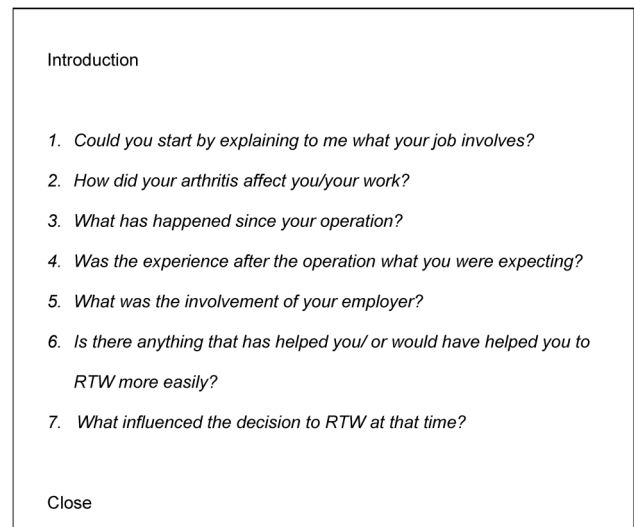 Introduction
1. Could you start by explaining to me what your job involves?
2. How did your arthritis affect you/your work?
3. What has happened since your operation?
4. Was the experience after the operation what you were expecting?
5. What was the involvement of your employer?
6. Is there anything that has helped you/ or would have helped you to
RTW more easily?
7. What influenced the decision to RTW at that time?
Close